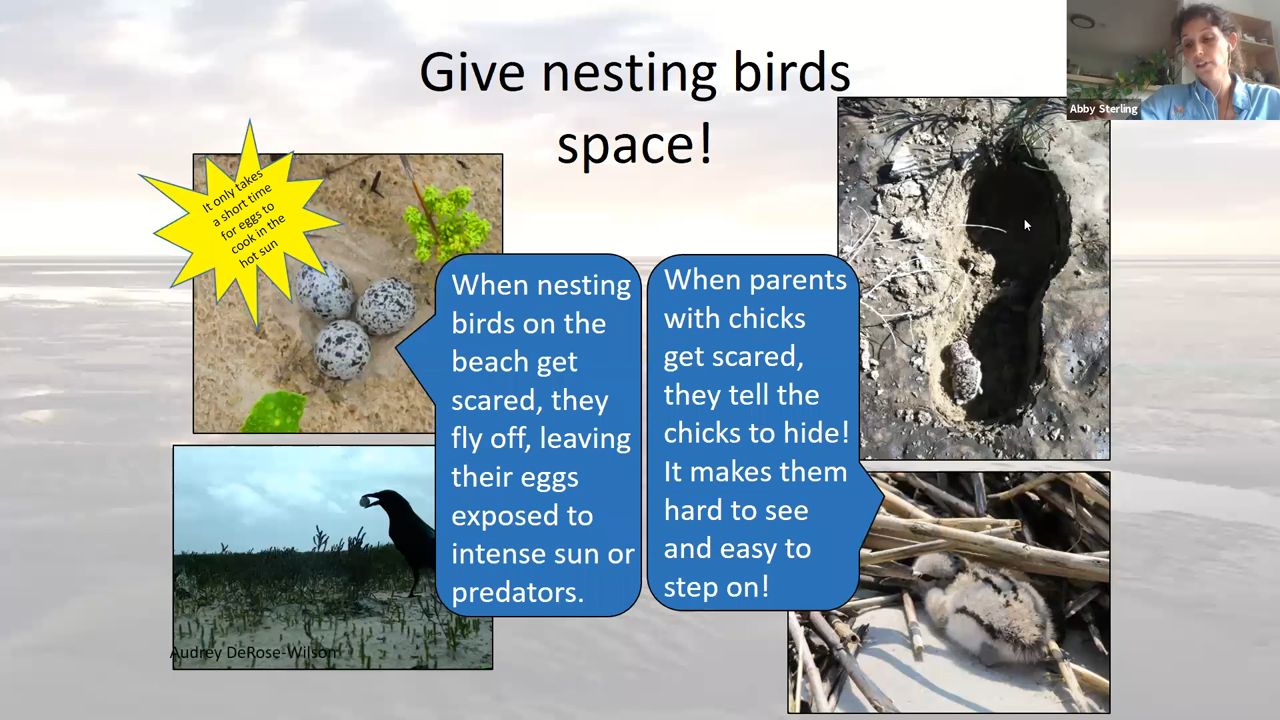 Give nesting birds
space!
Abby Sterling
It only takes
a short time
for eggs to
cook in the
hot sun
When nesting
birds on the
beach get
scared, they
fly off, leaving
their eggs
exposed to
intense sun or
predators.
When parents
with chicks
get scared,
they tell the
chicks to hide!
It makes them
hard to see
and easy to
step on!
Audrey DeRose-Wilson